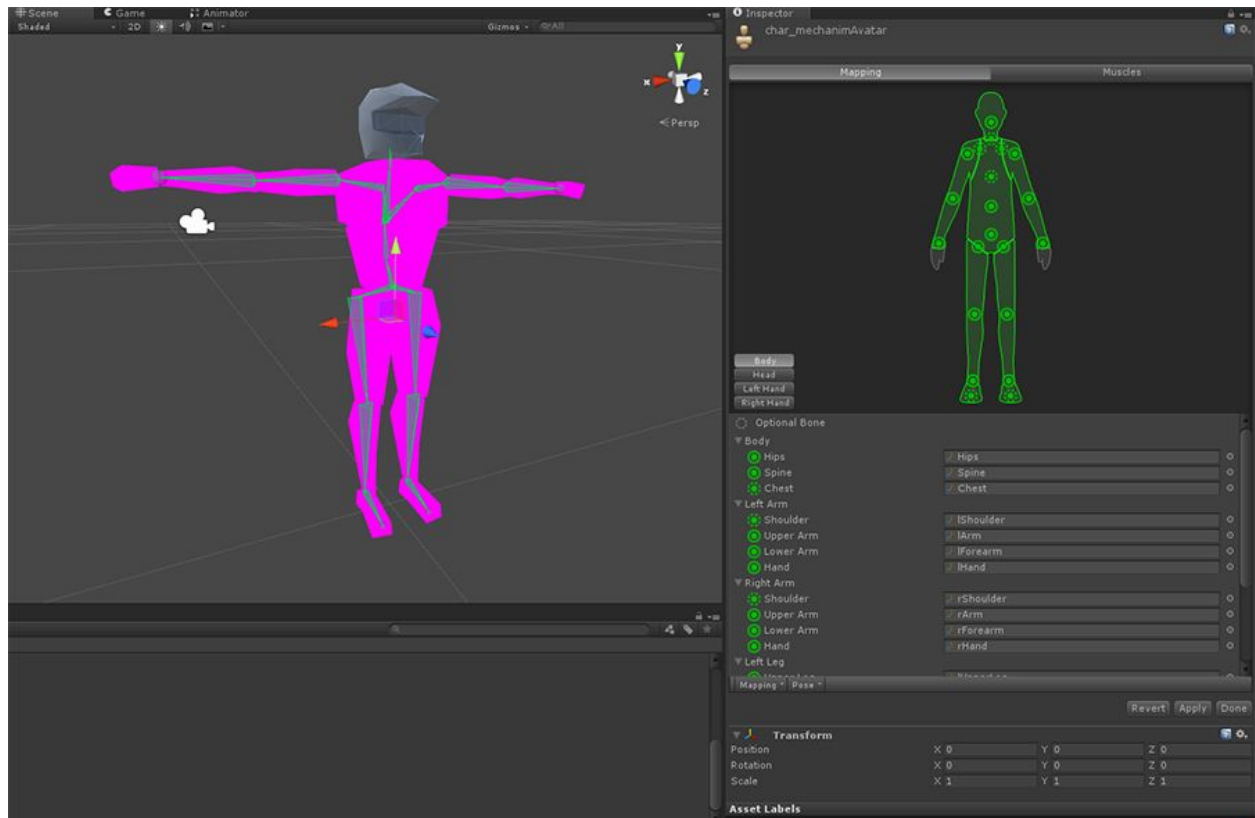 Scene Game Animator
Shaded 2D Gizmos All
y
x z
Persp
Inspector
char_mechanimAvatar
Mapping Muscles
Body
Head
Left Hand
Right Hand
Optional Bone
Body
Hips Hips
Spine Spine
Chest Chest
Left Arm
Shoulder lShoulder
Upper Arm lArm
Lower Arm lForearm
Hand lHand
Right Arm
Shoulder rShoulder
Upper Arm rArm
Lower Arm rForearm
Hand rHand
Left Leg
Mapping Pose
Revert Apply Done
Transform
Position X 0 Y 0 Z 0
Rotation X 0 Y 0 Z 0
Scale X 1 Y 1 Z 1
Asset Labels